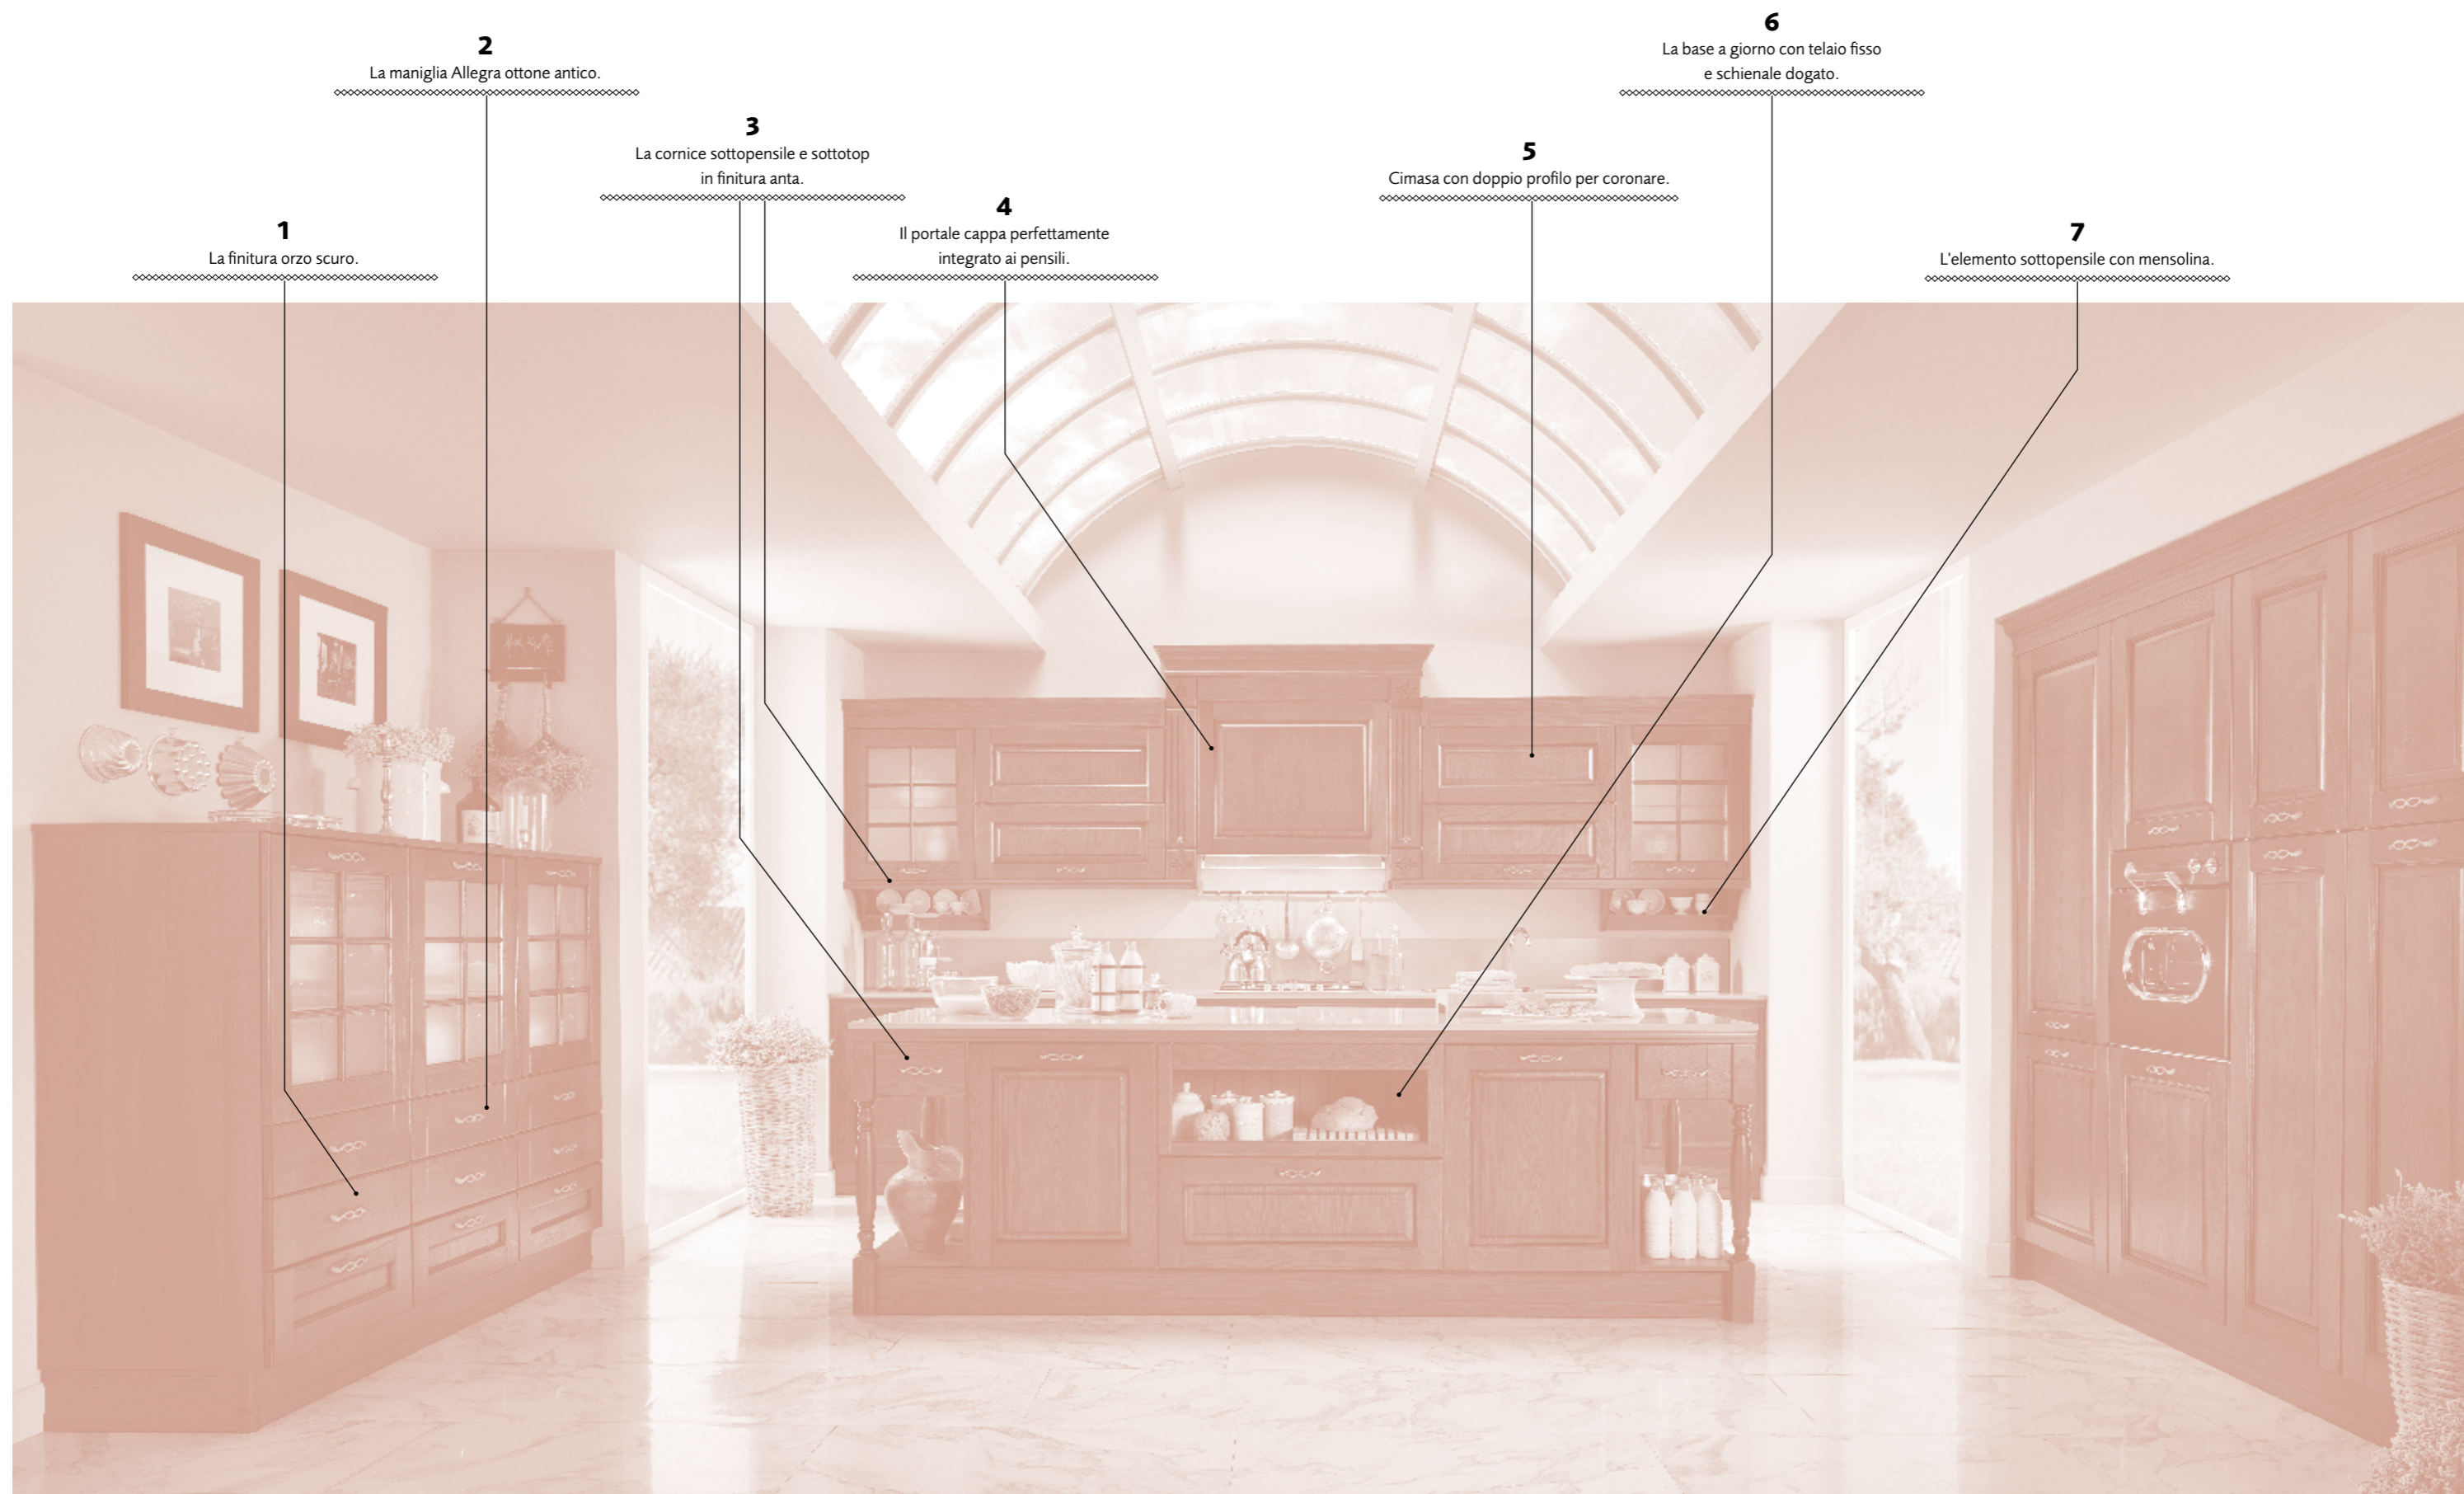 1
La finitura orzo scuro.
2
La maniglia Allegra ottone antico.
3
La cornice sottopensile e sottotop
in finitura anta.
4
Il portale cappa perfettamente
integrato ai pensili.
5
Cimasa con doppio profilo per coronare.
6
La base a giorno con telaio fisso
e schienale dogato.
7
L'elemento sottopensile con mensolina.